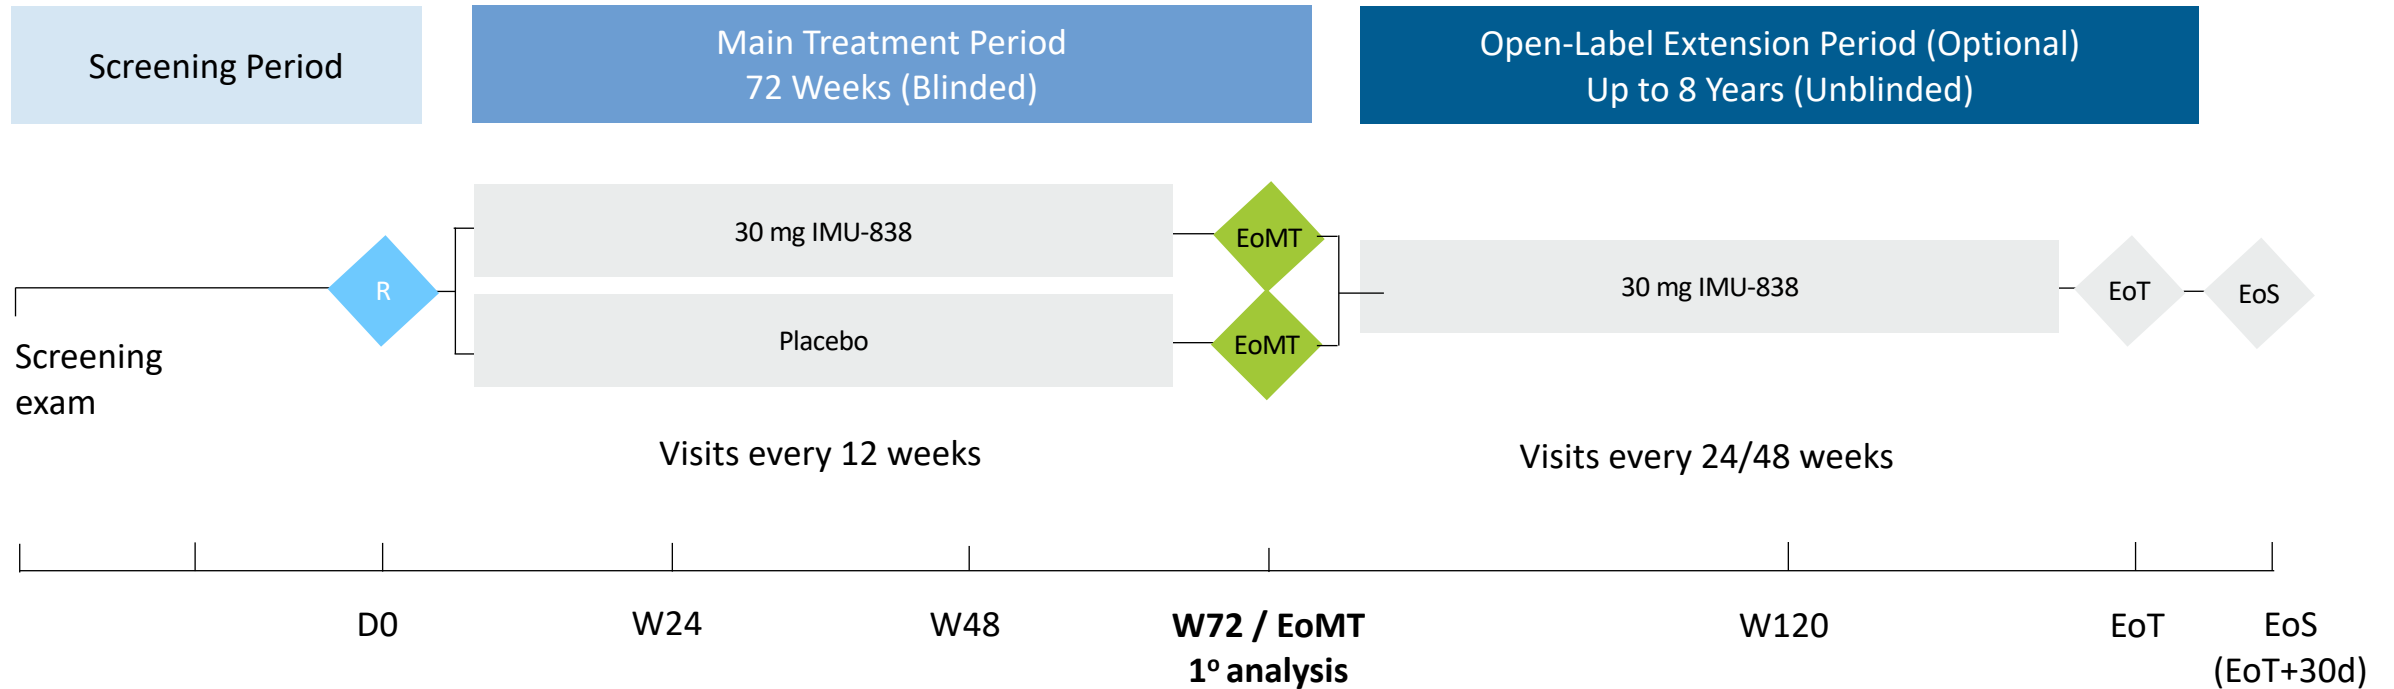 Screening Period
Main Treatment Period
72 Weeks (Blinded)
Open-Label Extension Period (Optional)
Up to 8 Years (Unblinded)
30 mg IMU-838
EoMT
R
30 mg IMU-838
EoT
EoS
Placebo
EoMT
Screening
exam
Visits every 12 weeks
Visits every 24/48 weeks
D0
W24
W48
W72 / EoMT
1º analysis
W120
EoT
EoS
(EoT+30d)